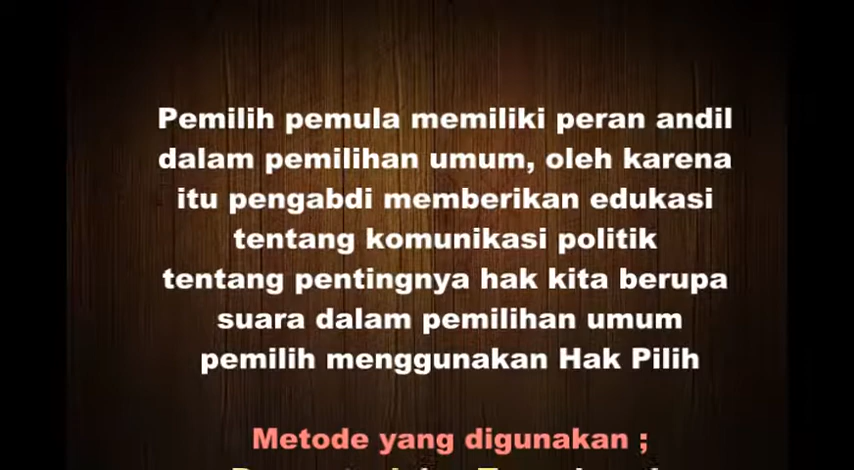 Pemilih pemula memiliki peran andil
dalam pemilihan umum, oleh karena
itu pengabdi memberikan edukasi
tentang komunikasi politik
tentang pentingnya hak kita berupa
suara dalam pemilihan umum
pemilih menggunakan Hak Pilih
Metode yang digunakan ;